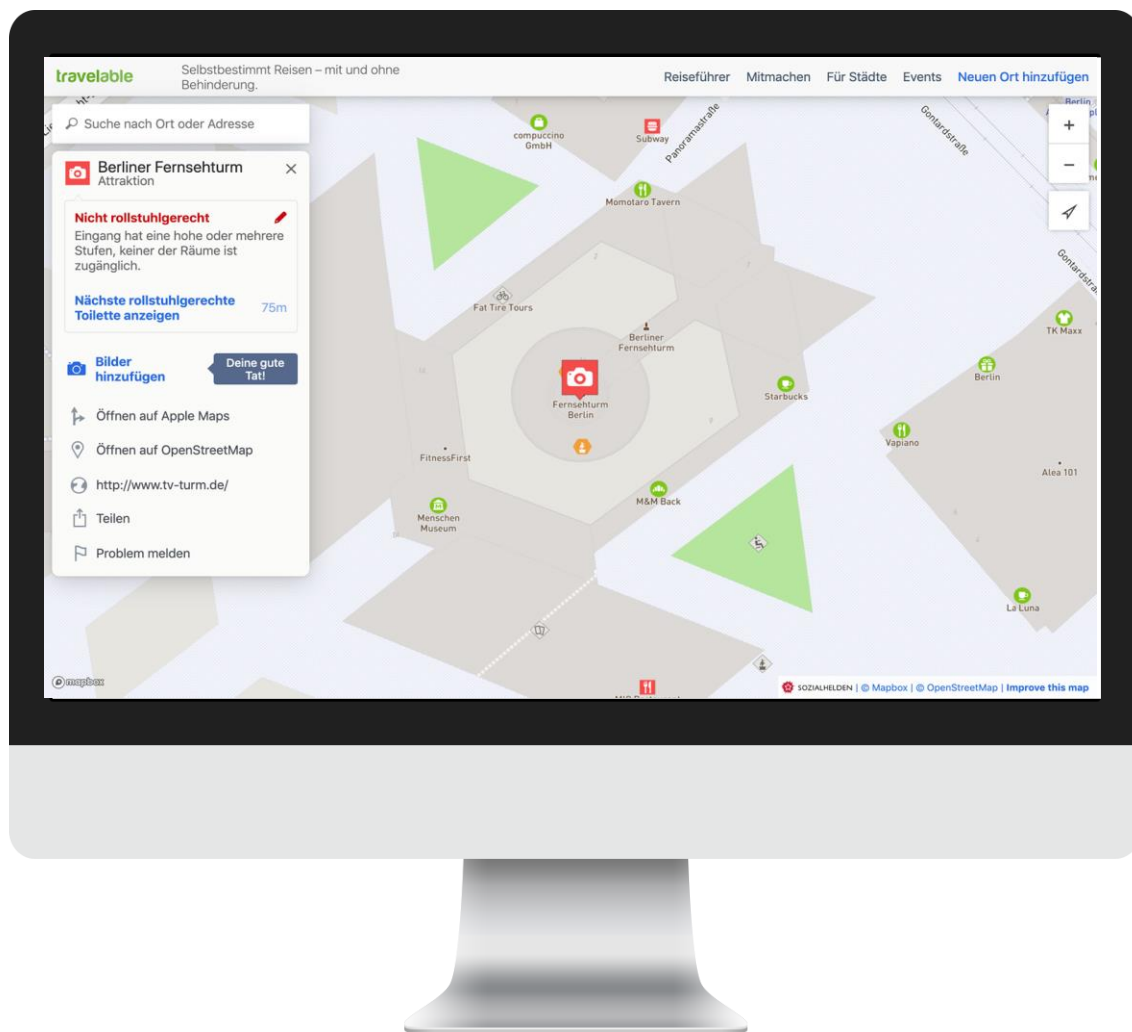 travelable
Selbstbestimmt Reisen – mit und ohne
Behinderung.
Reiseführer
Mitmachen
Für Städte
Events
Neuen Ort hinzufügen
Suche nach Ort oder Adresse
Berliner Fernsehturm
Attraktion
Nicht rollstuhlgerecht
Eingang hat eine hohe oder mehrere
Stufen, keiner der Räume ist
zugänglich.
Nächste rollstuhlgerechte
Toilette anzeigen
75m
Bilder
hinzufügen
Deine gute
Tat!
Öffnen auf Apple Maps
Öffnen auf OpenStreetMap
http://www.tv-turm.de/
Teilen
Problem melden
compuccino
GmbH
Subway
Panoramastraße
Gontardstraße
Berlin
+
−
Momotaro Tavern
Fat Tire Tours
Berliner
Fernsehturm
Gontardstra
TK Maxx
Berlin
Fernsehturm
Berlin
Starbucks
Vapiano
FitnessFirst
Alea 101
M&M Back
Menschen
Museum
La Luna
mapbox
SOZIALHELDEN | © Mapbox | © OpenStreetMap | Improve this map